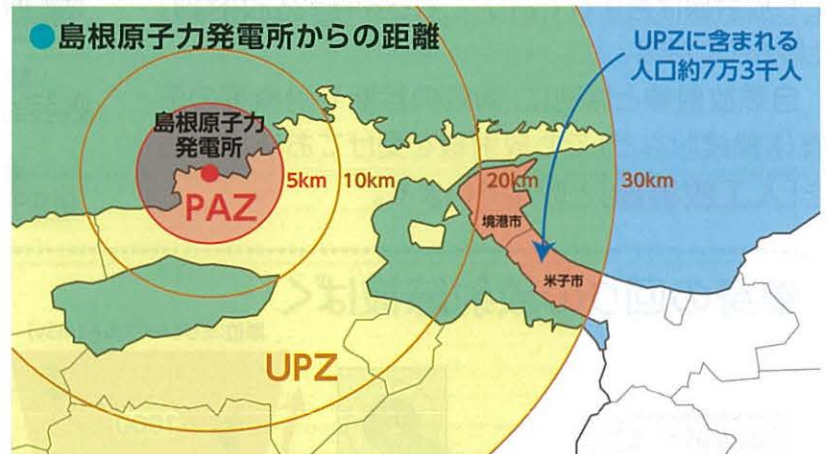 ●島根原子力発電所からの距離
UPZに含まれる
人口約7万3千人
島根原子力
発電所
PAZ
5km
10km
20km
30km
境港市
米子市
UPZ